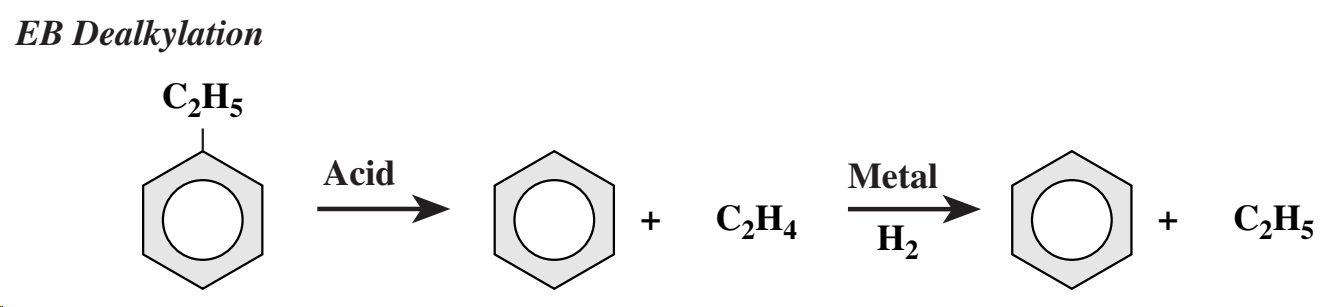 EB Dealkylation
C₂H₅
Acid
+ C₂H₄
Metal
H₂
+ C₂H₅